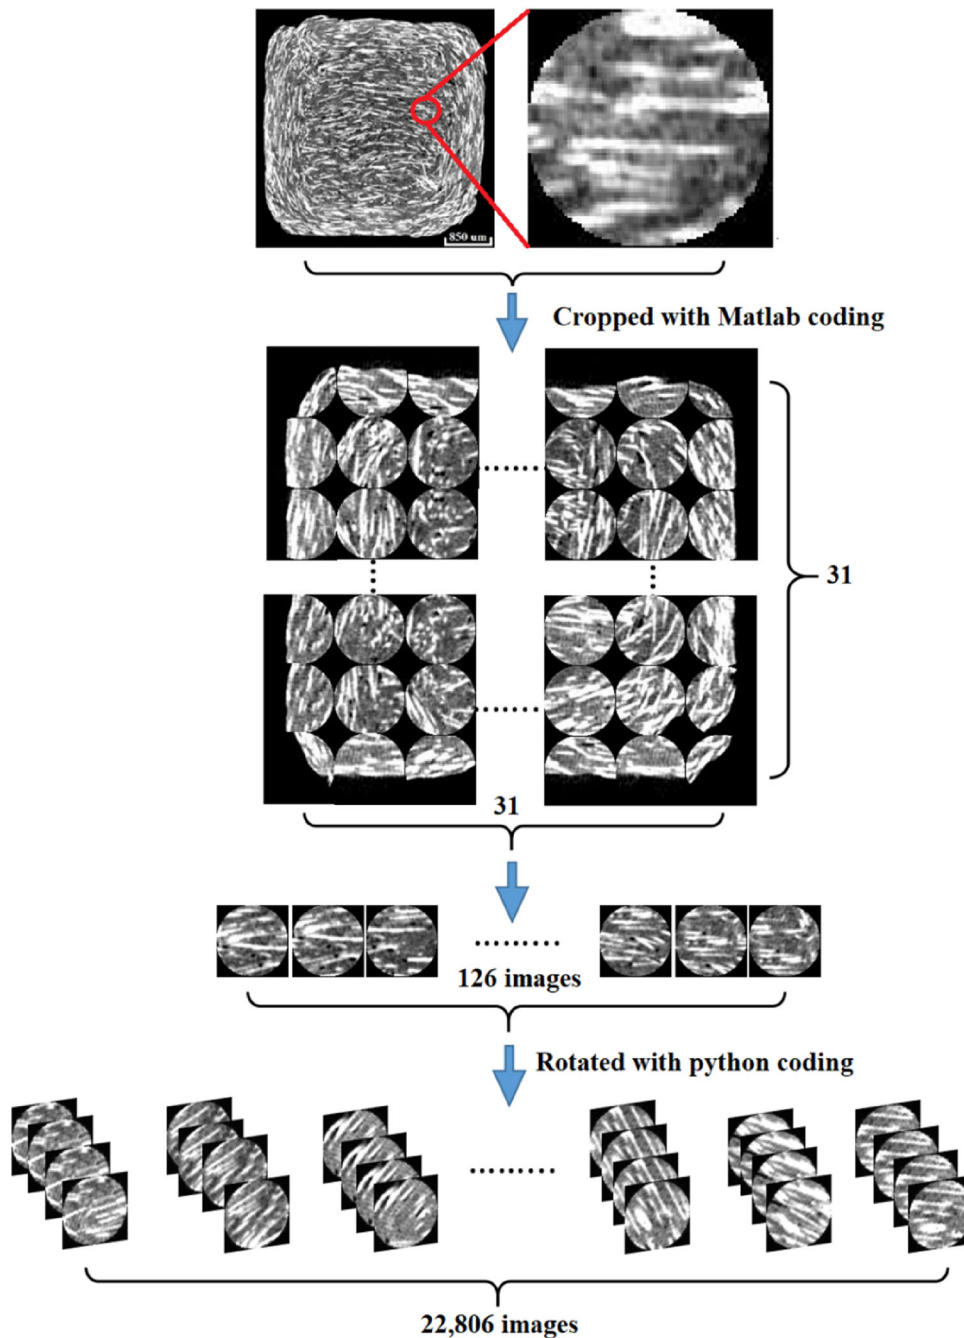 850 um
Cropped with Matlab coding
31
31
126 images
Rotated with python coding
22,806 images